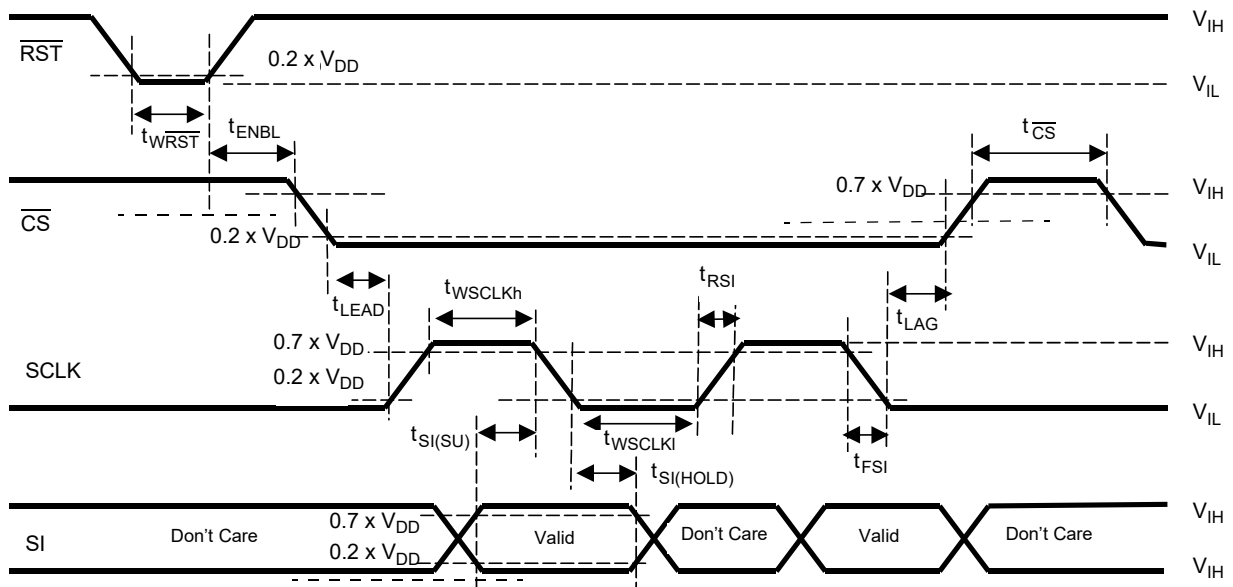 V_IH
RST
0.2 x V_DD
V_IL
t_WRST
t_ENBL
t_CS
0.7 x V_DD
V_IH
CS
0.2 x V_DD
V_IL
t_LEAD
t_WSCLKh
t_RSI
t_LAG
0.7 x V_DD
V_IH
SCLK
0.2 x V_DD
V_IL
t_SI(SU)
t_WSCLKl
t_FSI
t_SI(HOLD)
V_IH
SI
Don't Care
0.7 x V_DD
0.2 x V_DD
Valid
Don't Care
Valid
Don't Care
V_IH